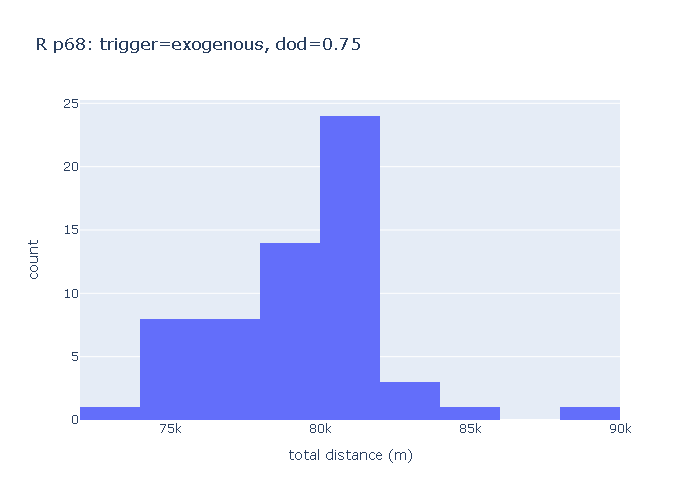 R p68: trigger=exogenous, dod=0.75
25
20
15
10
5
0
count
75k
80k
85k
90k
total distance (m)